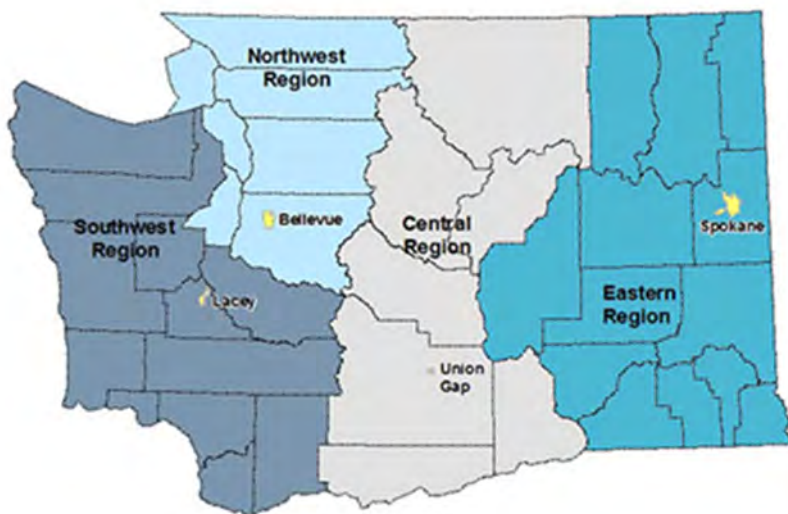 Northwest
Region
Southwest
Region
Bellevue
Central
Region
Spokane
Lacey
Eastern
Region
Union
Gap